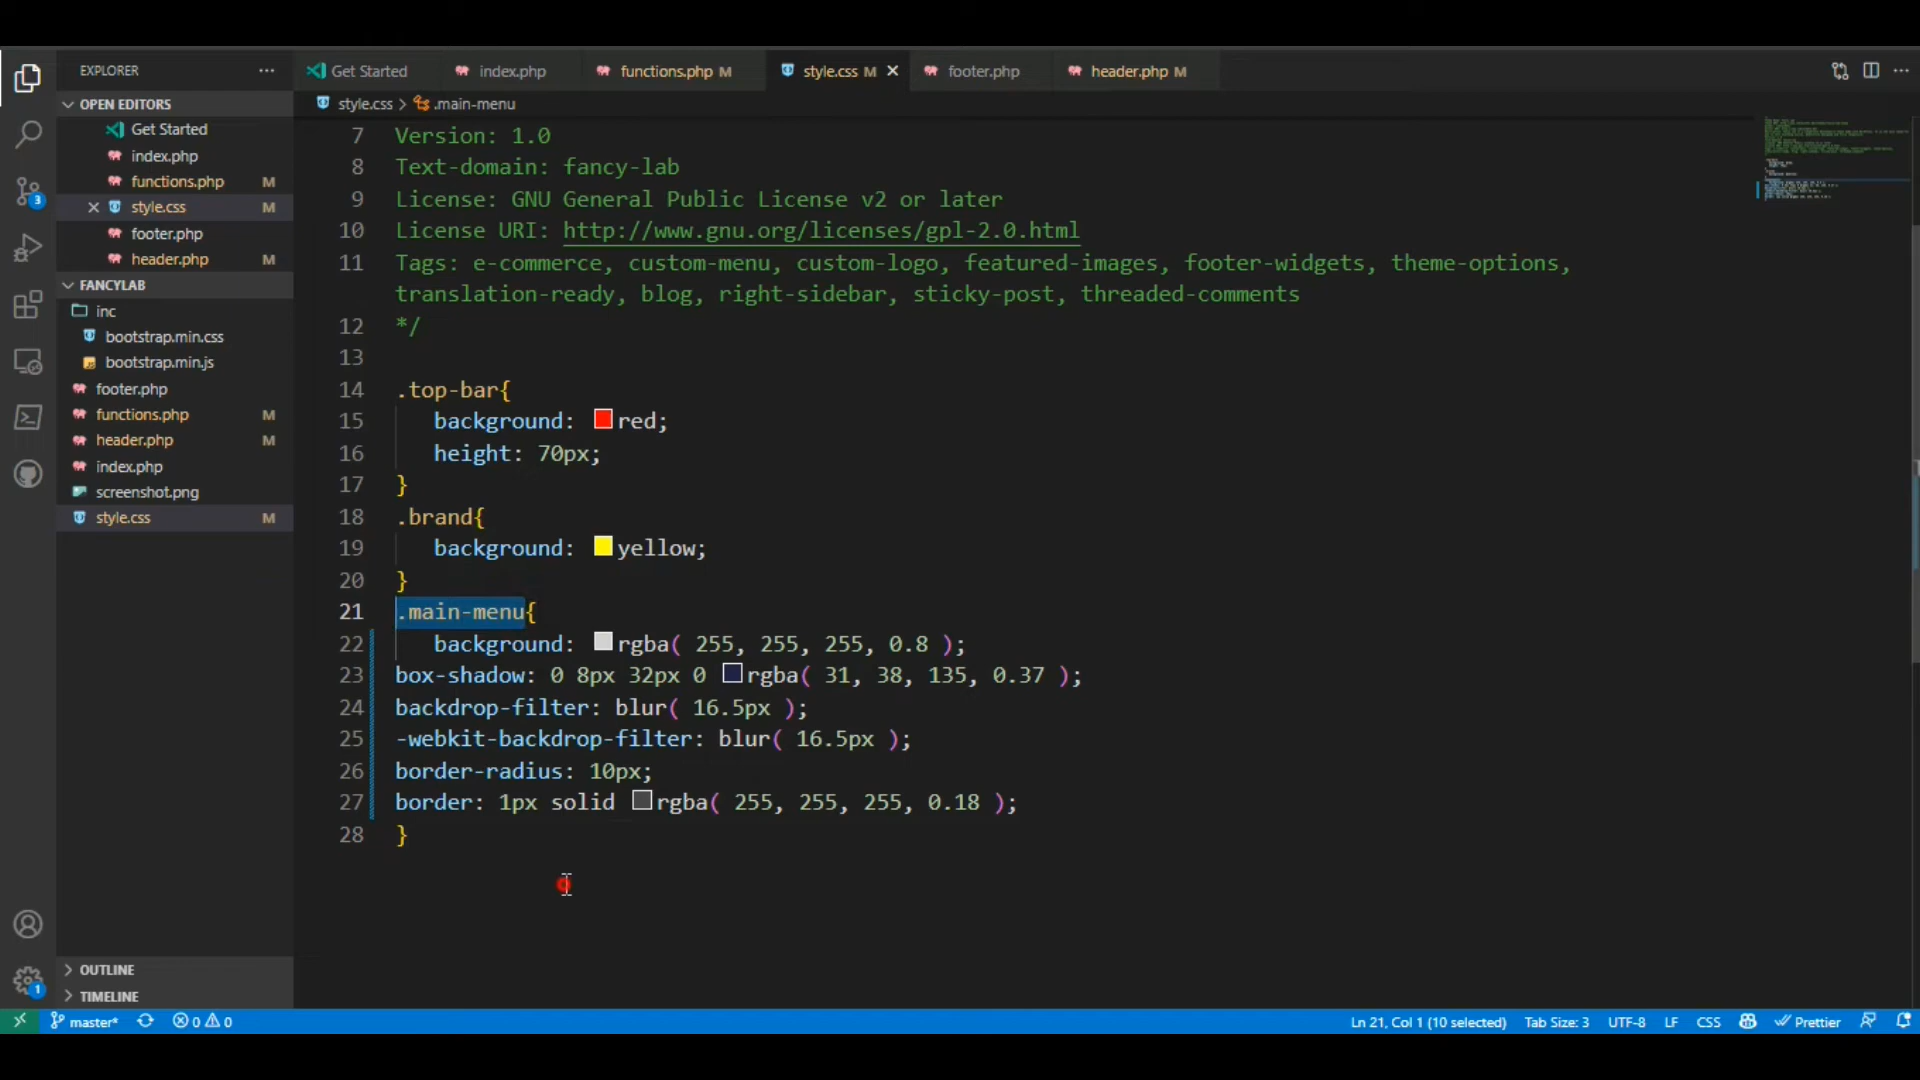 EXPLORER
Get Started
index.php
functions.php M
style.css M
footer.php
header.php M
OPEN EDITORS
Get Started
index.php
functions.php M
style.css M
footer.php
header.php M
FANCYLAB
inc
bootstrap.min.css
bootstrap.min.js
footer.php
functions.php M
header.php M
index.php
screenshot.png
style.css M
OUTLINE
TIMELINE
style.css > .main-menu
7 Version: 1.0
8 Text-domain: fancy-lab
9 License: GNU General Public License v2 or later
10 License URI: http://www.gnu.org/licenses/gpl-2.0.html
11 Tags: e-commerce, custom-menu, custom-logo, featured-images, footer-widgets, theme-options,
translation-ready, blog, right-sidebar, sticky-post, threaded-comments
12 */
13
14 .top-bar{
15 background: red;
16 height: 70px;
17 }
18 .brand{
19 background: yellow;
20 }
21 .main-menu{
22 background: rgba( 255, 255, 255, 0.8 );
23 box-shadow: 0 8px 32px 0 rgba( 31, 38, 135, 0.37 );
24 backdrop-filter: blur( 16.5px );
25 -webkit-backdrop-filter: blur( 16.5px );
26 border-radius: 10px;
27 border: 1px solid rgba( 255, 255, 255, 0.18 );
28 }
3
1
master* 0 0 Ln 21, Col 1 (10 selected) Tab Size: 3 UTF-8 LF CSS Prettier